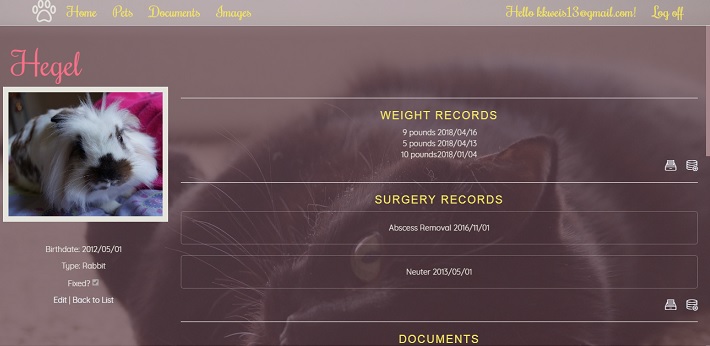 Home Pets Documents Images Hello kkweis13@gmail.com! Log off
Hegel
WEIGHT RECORDS
9 pounds 2018/04/16
5 pounds 2018/04/13
10 pounds2018/01/04
SURGERY RECORDS
Abscess Removal 2016/11/01
Neuter 2013/05/01
Birthdate: 2012/05/01
Type: Rabbit
Fixed?
Edit | Back to List
DOCUMENTS